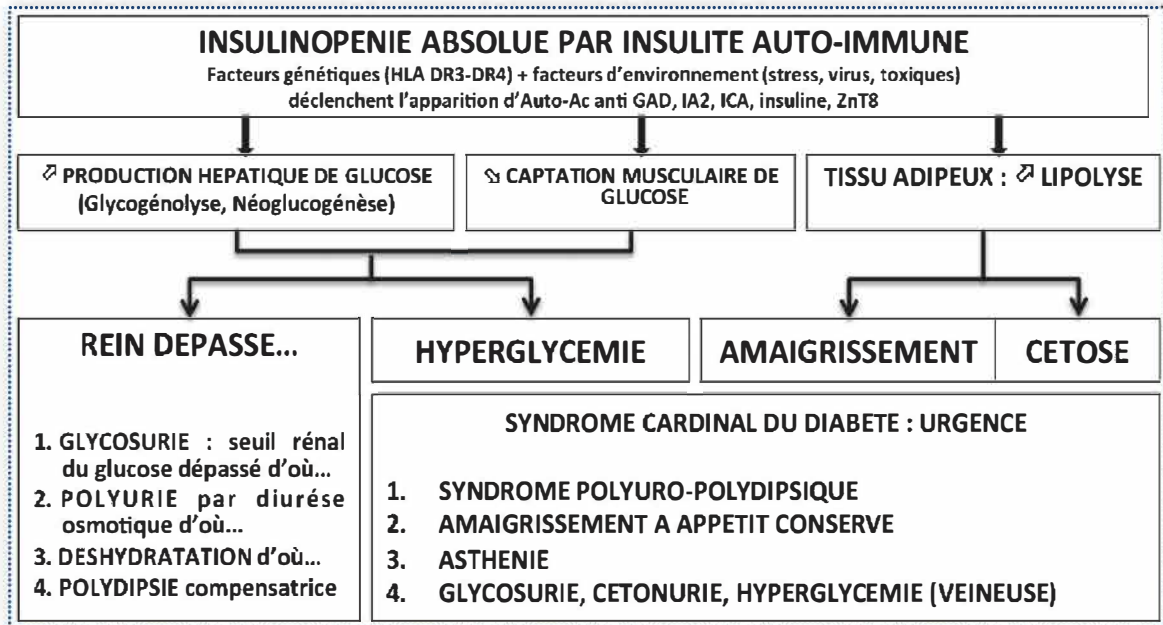 INSULINOPENIE ABSOLUE PAR INSULITE AUTO-IMMUNE
Facteurs génétiques (HLA DR3-DR4) + facteurs d'environnement (stress, virus, toxiques)
déclenchent l'apparition d'Auto-Ac anti GAD, IA2, ICA, insuline, ZnT8
⇗ PRODUCTION HEPATIQUE DE GLUCOSE
(Glycogénolyse, Néoglucogénèse)
⇘ CAPTATION MUSCULAIRE DE
GLUCOSE
TISSU ADIPEUX : ⇗ LIPOLYSE
REIN DEPASSE...
1. GLYCOSURIE : seuil rénal
du glucose dépassé d'où...
2. POLYURIE par diurése
osmotique d'où...
3. DESHYDRATATION d'où...
4. POLYDIPSIE compensatrice
HYPERGLYCEMIE
AMAIGRISSEMENT
CETOSE
SYNDROME CARDINAL DU DIABETE : URGENCE
1. SYNDROME POLYURO-POLYDIPSIQUE
2. AMAIGRISSEMENT A APPETIT CONSERVE
3. ASTHENIE
4. GLYCOSURIE, CETONURIE, HYPERGLYCEMIE (VEINEUSE)